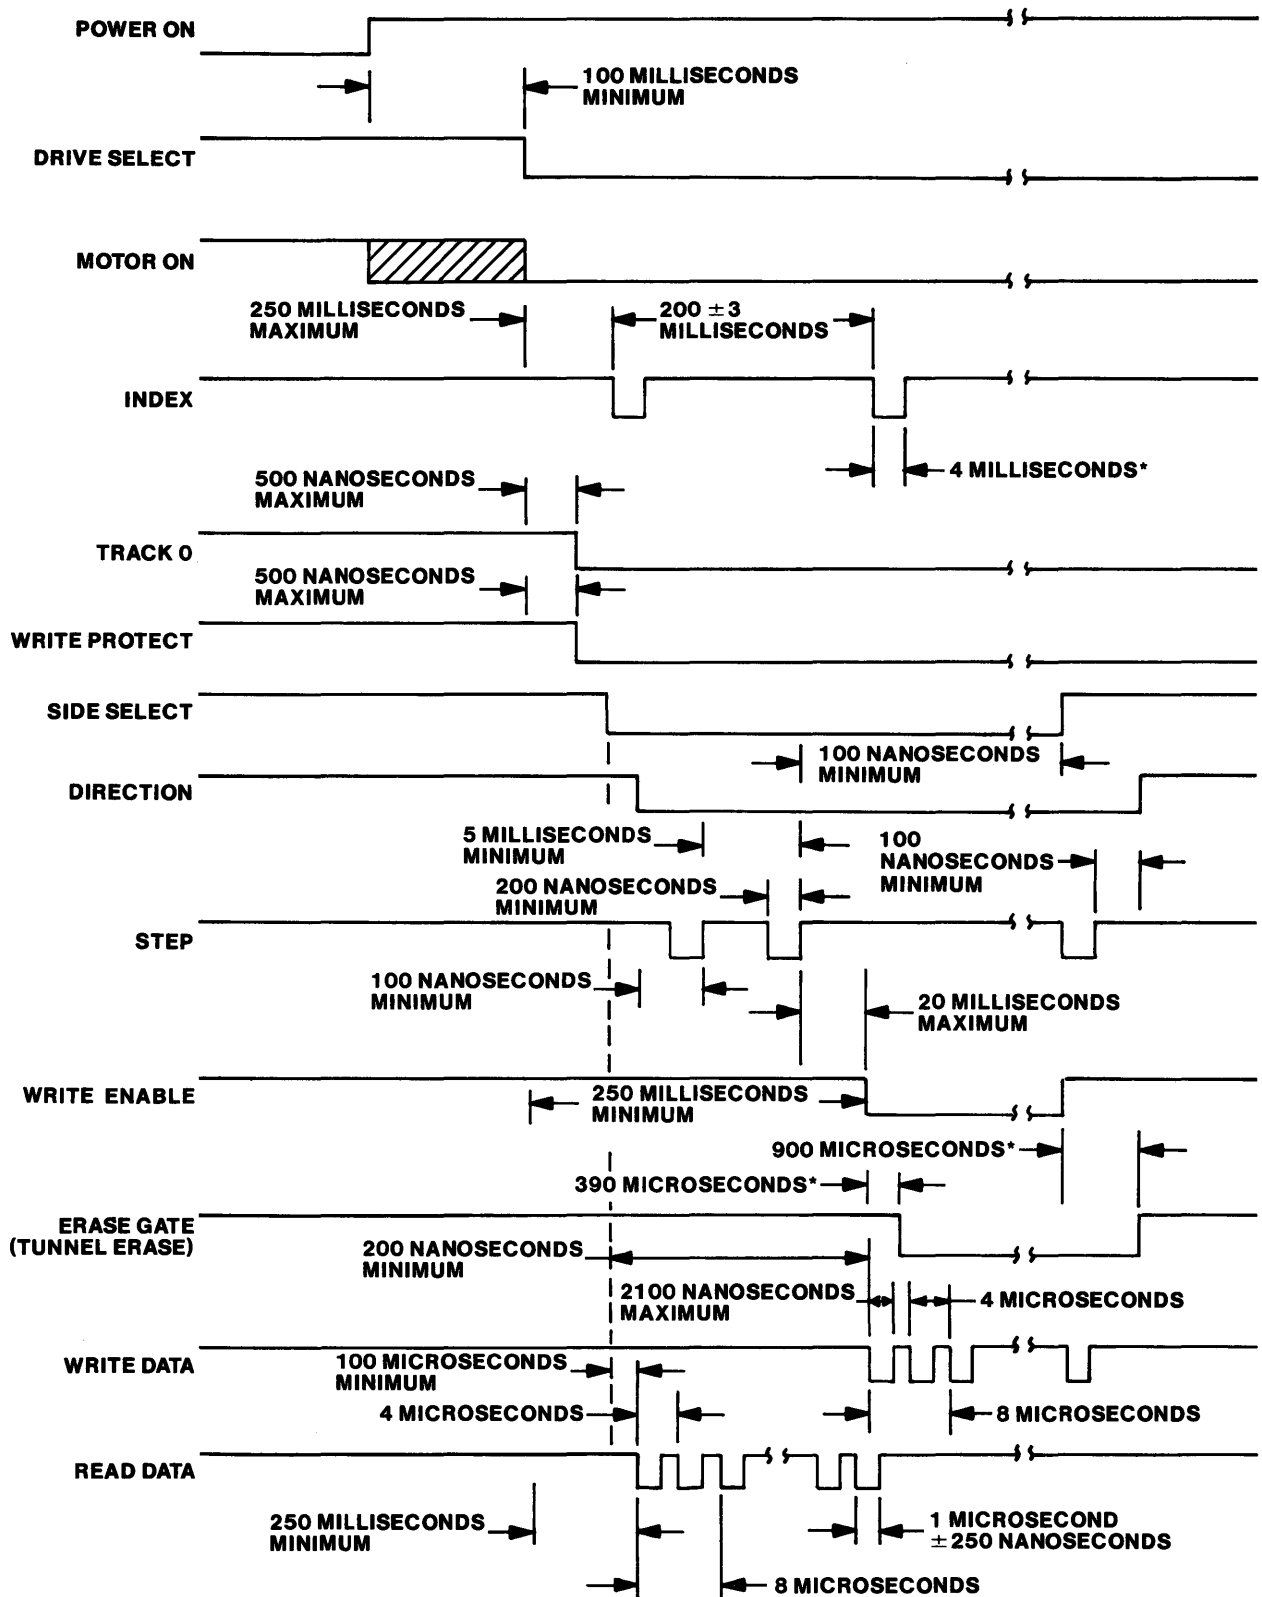 POWER ON
100 MILLISECONDS
MINIMUM
DRIVE SELECT
MOTOR ON
250 MILLISECONDS
MAXIMUM
200 ±3
MILLISECONDS
INDEX
4 MILLISECONDS*
500 NANOSECONDS
MAXIMUM
TRACK 0
500 NANOSECONDS
MAXIMUM
WRITE PROTECT
SIDE SELECT
100 NANOSECONDS
MINIMUM
DIRECTION
5 MILLISECONDS
MINIMUM
100
NANOSECONDS
MINIMUM
200 NANOSECONDS
MINIMUM
STEP
100 NANOSECONDS
MINIMUM
20 MILLISECONDS
MAXIMUM
WRITE ENABLE
250 MILLISECONDS
MINIMUM
900 MICROSECONDS*
390 MICROSECONDS*
ERASE GATE
(TUNNEL ERASE)
200 NANOSECONDS
MINIMUM
2100 NANOSECONDS
MAXIMUM
4 MICROSECONDS
WRITE DATA
100 MICROSECONDS
MINIMUM
4 MICROSECONDS
8 MICROSECONDS
READ DATA
250 MILLISECONDS
MINIMUM
1 MICROSECOND
±250 NANOSECONDS
8 MICROSECONDS